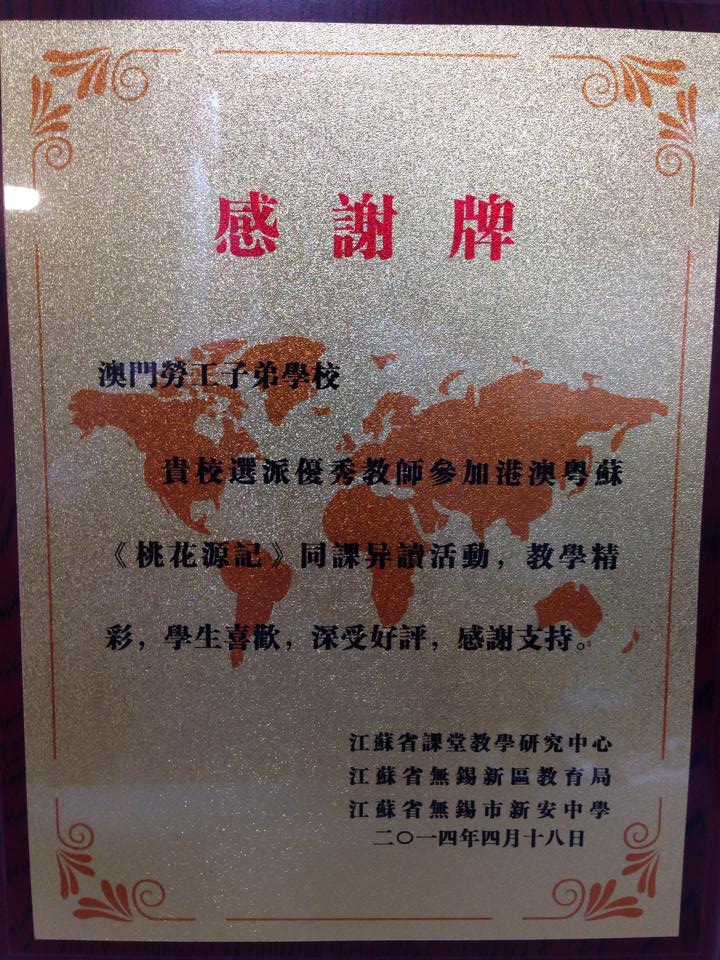 感謝牌
澳門勞工子弟學校
貴校選派優秀教師參加港澳粤蘇
《桃花源記》同課异讀活動，教學精
彩，學生喜歡，深受好評，感謝支持。
江蘇省課堂教學研究中心
江蘇省無錫新區教育局
江蘇省無錫市新安中學
二〇一四年四月十八日